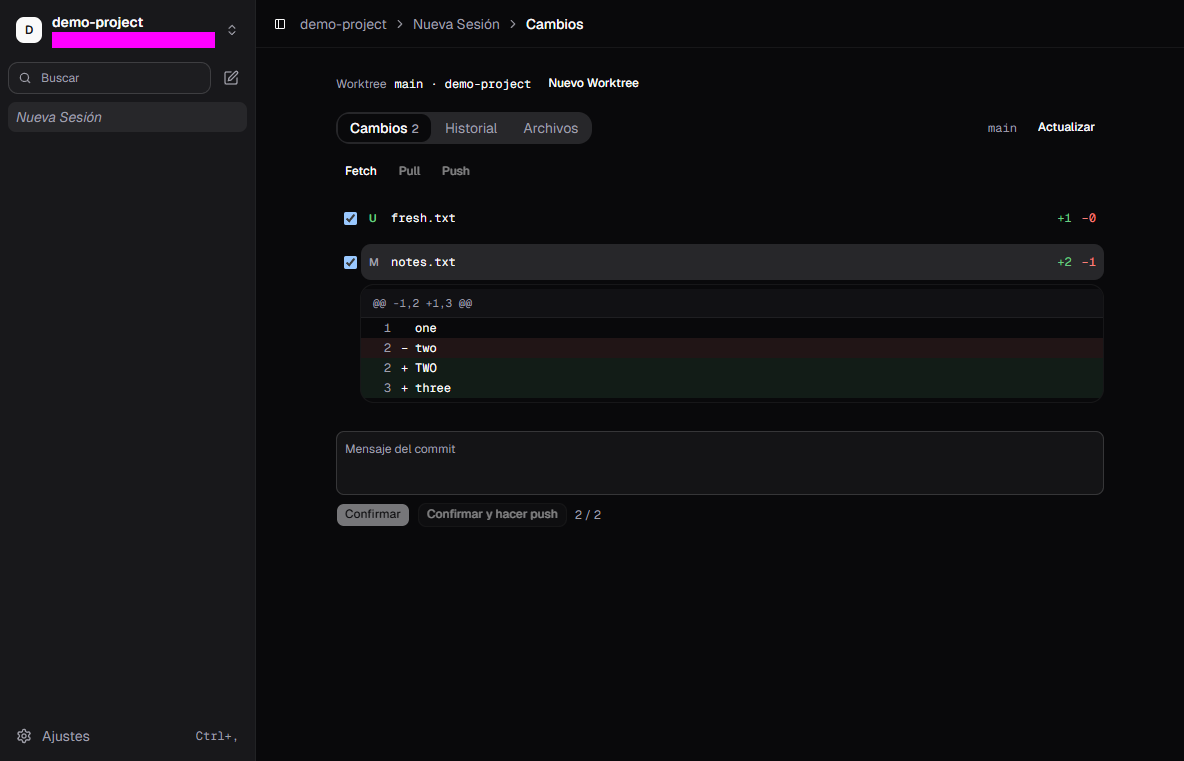 D demo-project
Buscar
Nueva Sesión
Ajustes Ctrl+,
demo-project > Nueva Sesión > Cambios
Worktree main · demo-project Nuevo Worktree
Cambios 2 Historial Archivos main Actualizar
Fetch Pull Push
U fresh.txt +1 −0
M notes.txt +2 −1
@@ -1,2 +1,3 @@
1 one
2 - two
2 + TWO
3 + three
Mensaje del commit
Confirmar Confirmar y hacer push 2 / 2